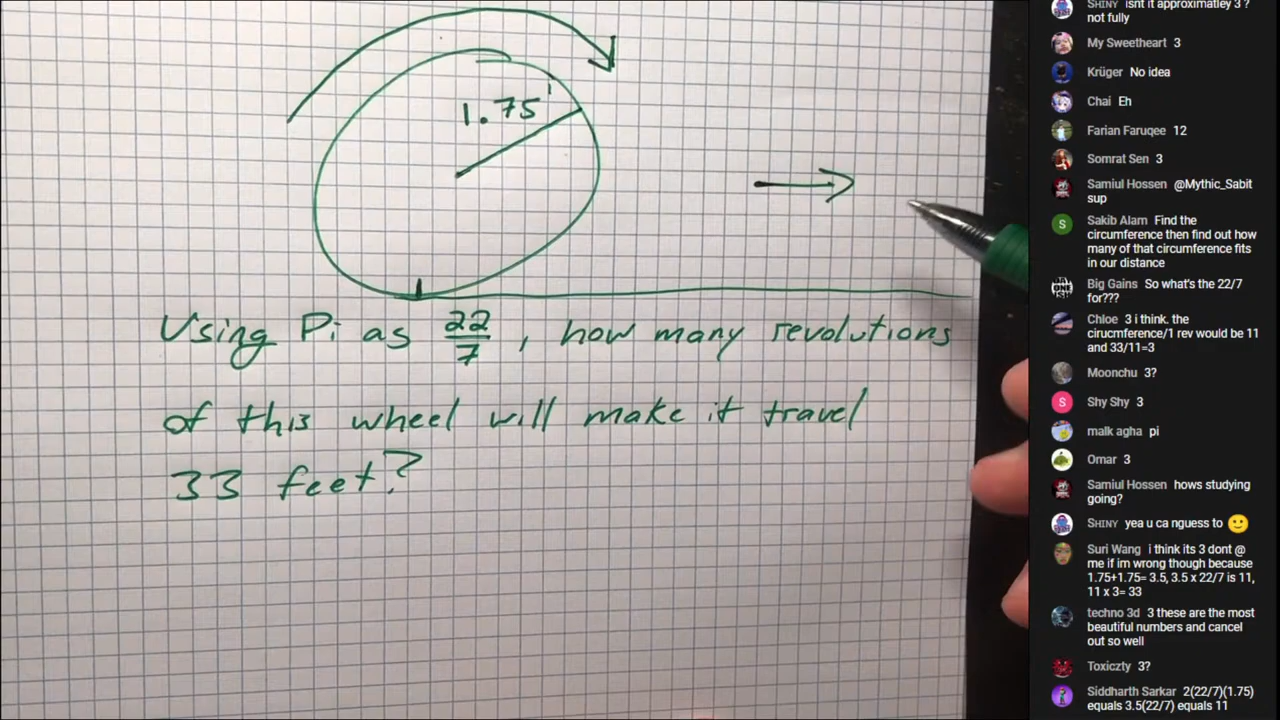 1.75'
Using Pi as 22/7, how many revolutions
of this wheel will make it travel
33 feet?
SHINY isnt it approximatley 3 ?
not fully
My Sweetheart 3
Krüger No idea
Chai Eh
Farian Faruqee 12
Somrat Sen 3
Samiul Hossen @Mythic_Sabit
sup
S
Sakib Alam Find the
circumference then find out how
many of that circumference fits
in our distance
Big Gains So what's the 22/7
for???
Chloe 3 i think. the
cirucmference/1 rev would be 11
and 33/11=3
Moonchu 3?
S
Shy Shy 3
malk agha pi
Omar 3
Samiul Hossen hows studying
going?
SHINY yea u ca nguess to 🙂
Suri Wang i think its 3 dont @
me if im wrong though because
1.75+1.75= 3.5, 3.5 x 22/7 is 11,
11 x 3= 33
techno 3d 3 these are the most
beautiful numbers and cancel
out so well
Toxiczty 3?
Siddharth Sarkar 2(22/7)(1.75)
equals 3.5(22/7) equals 11